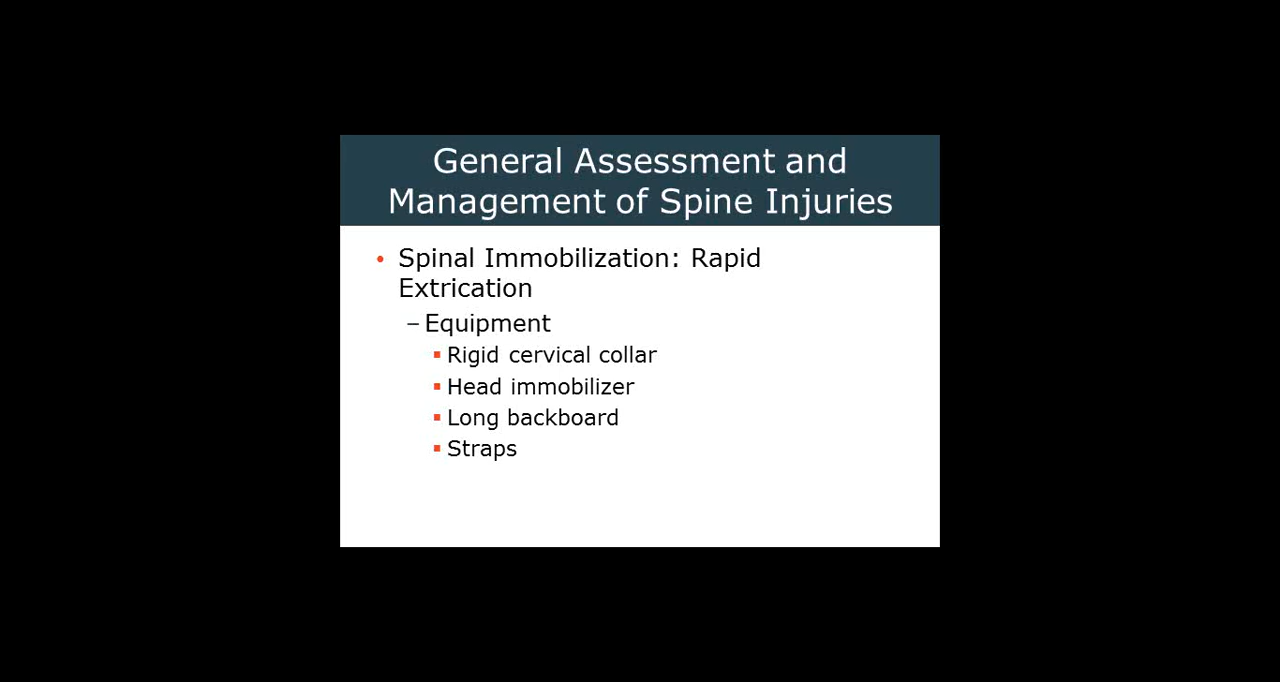 General Assessment and
Management of Spine Injuries
• Spinal Immobilization: Rapid
Extrication
– Equipment
▪ Rigid cervical collar
▪ Head immobilizer
▪ Long backboard
▪ Straps